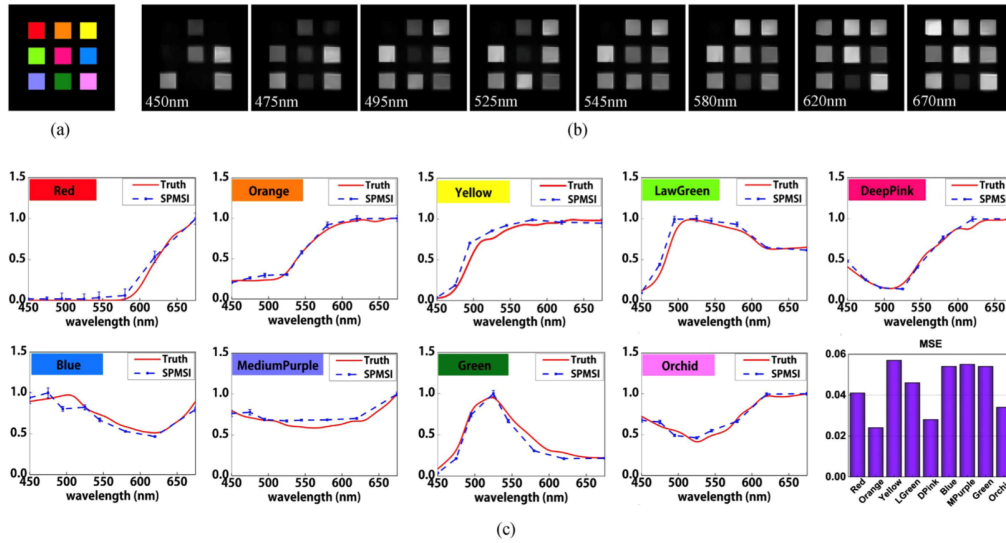 450nm
475nm
495nm
525nm
545nm
580nm
620nm
670nm
(a)
(b)
1.5
1.0
0.5
0.0
Red
Truth
SPMSI
450 500 550 600 650
wavelength (nm)
1.5
1.0
0.5
0.0
Orange
Truth
SPMSI
450 500 550 600 650
wavelength (nm)
1.5
1.0
0.5
0.0
Yellow
Truth
SPMSI
450 500 550 600 650
wavelength (nm)
1.5
1.0
0.5
0.0
LawGreen
Truth
SPMSI
450 500 550 600 650
wavelength (nm)
1.5
1.0
0.5
0.0
DeepPink
Truth
SPMSI
450 500 550 600 650
wavelength (nm)
1.5
1.0
0.5
0.0
Blue
Truth
SPMSI
450 500 550 600 650
wavelength (nm)
1.5
1.0
0.5
0.0
MediumPurple
Truth
SPMSI
450 500 550 600 650
wavelength (nm)
1.5
1.0
0.5
0.0
Green
Truth
SPMSI
450 500 550 600 650
wavelength (nm)
1.5
1.0
0.5
0.0
Orchid
Truth
SPMSI
450 500 550 600 650
wavelength (nm)
MSE
0.06
0.04
0.02
0.00
Red
Orange
Yellow
LGreen
DPink
Blue
MPurple
Green
(c)